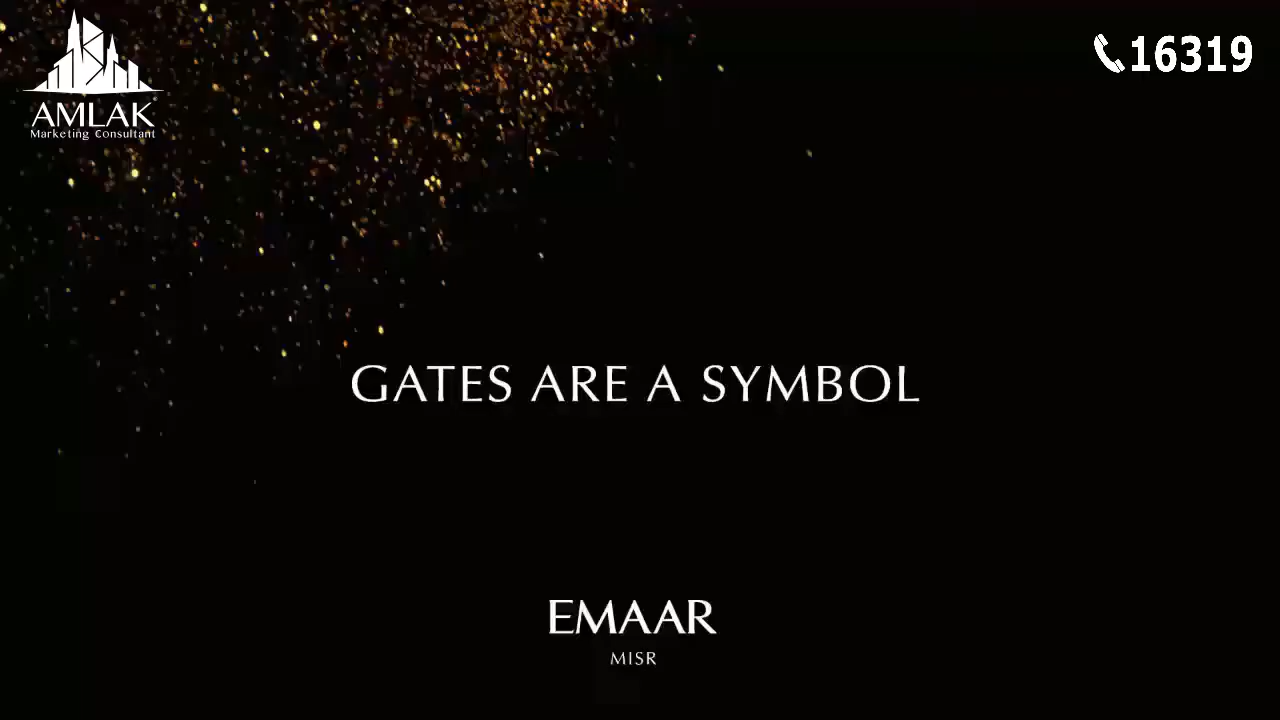 AMLAK
Marketing Consultant
16319
GATES ARE A SYMBOL
EMAAR
MISR